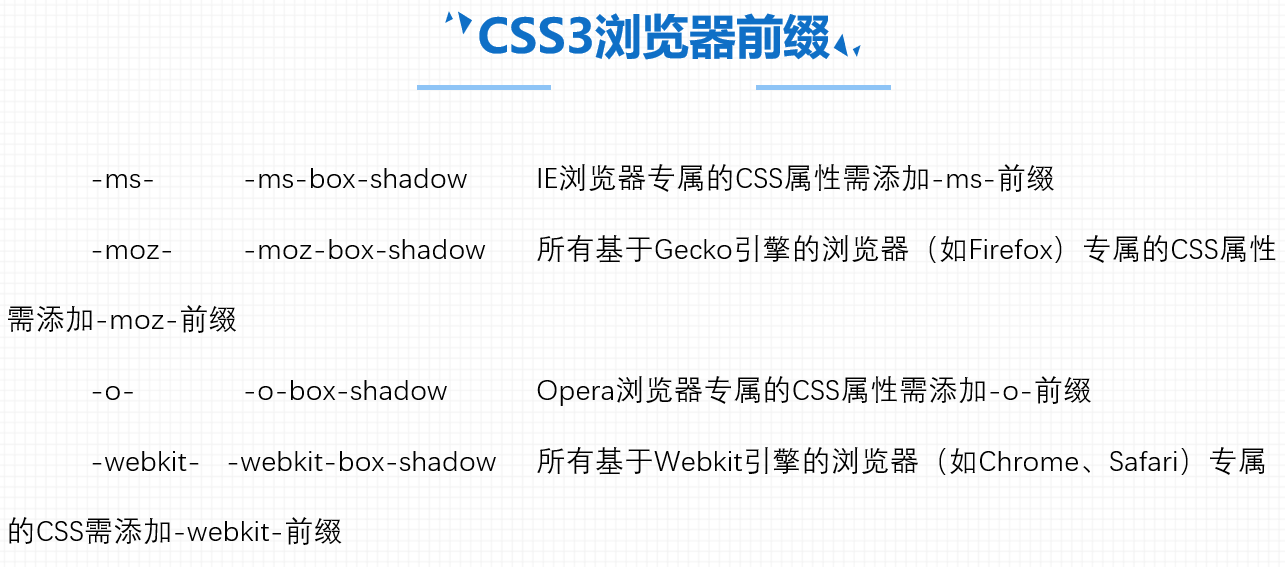 CSS3浏览器前缀
-ms- -ms-box-shadow IE浏览器专属的CSS属性需添加-ms-前缀
-moz- -moz-box-shadow 所有基于Gecko引擎的浏览器（如Firefox）专属的CSS属性
需添加-moz-前缀
-o- -o-box-shadow Opera浏览器专属的CSS属性需添加-o-前缀
-webkit- -webkit-box-shadow 所有基于Webkit引擎的浏览器（如Chrome、Safari）专属
的CSS需添加-webkit-前缀